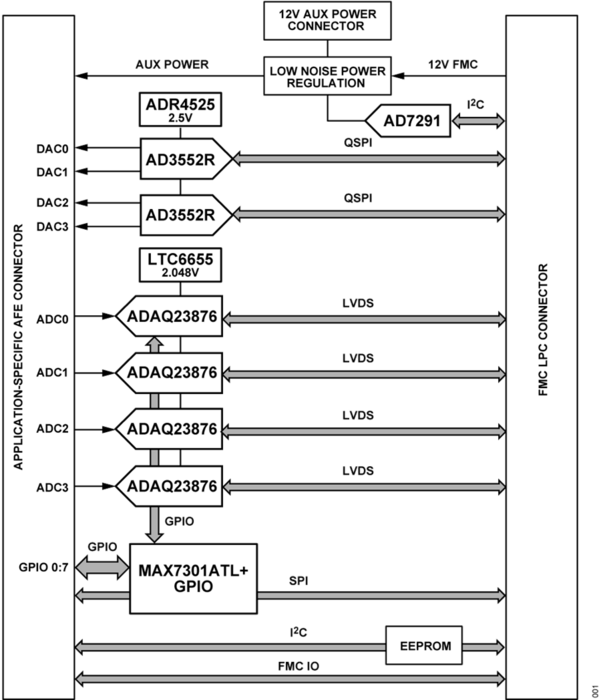 12V AUX POWER
CONNECTOR
AUX POWER
LOW NOISE POWER
REGULATION
12V FMC
I2C
ADR4525
2.5V
AD7291
DAC0
DAC1
AD3552R
QSPI
DAC2
DAC3
AD3552R
QSPI
LTC6655
2.048V
ADC0
ADAQ23876
LVDS
ADC1
ADAQ23876
LVDS
ADC2
ADAQ23876
LVDS
ADC3
ADAQ23876
LVDS
GPIO
GPIO
GPIO 0:7
MAX7301ATL+
GPIO
SPI
I2C
EEPROM
FMC IO
APPLICATION-SPECIFIC AFE CONNECTOR
FMC LPC CONNECTOR
001